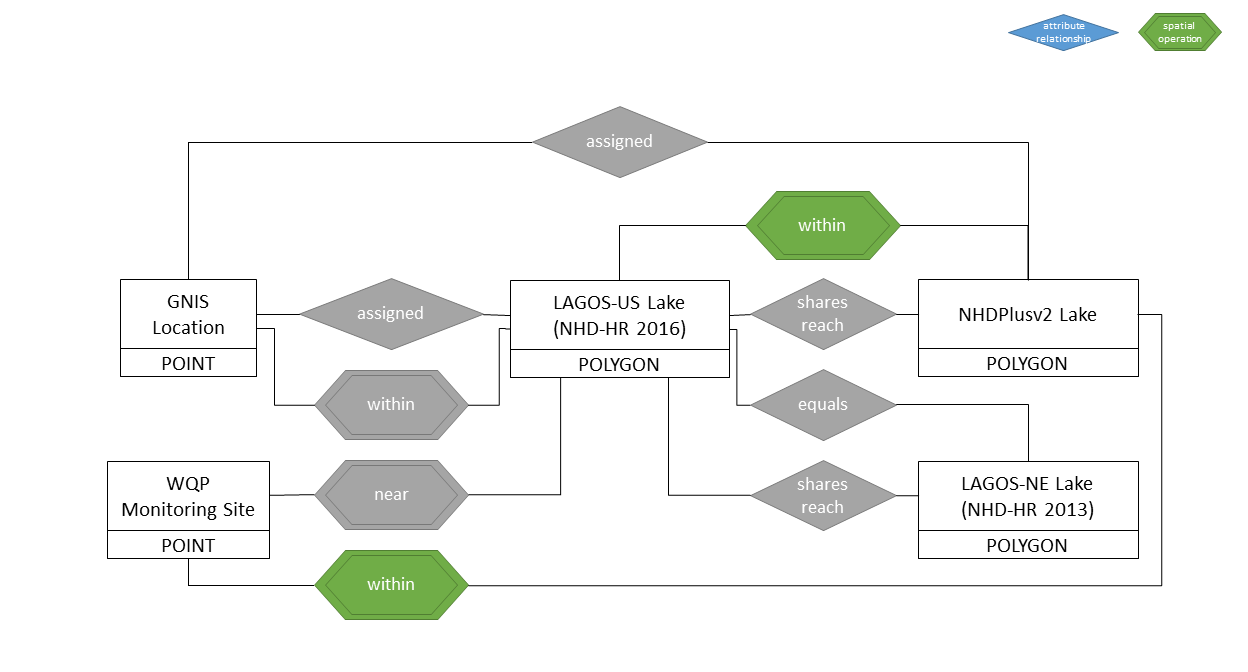 attribute
relationship
spatial
operation
assigned
within
GNIS
Location
POINT
assigned
LAGOS-US Lake
(NHD-HR 2016)
POLYGON
shares
reach
NHDPlusv2 Lake
POLYGON
within
equals
WQP
Monitoring Site
POINT
near
shares
reach
LAGOS-NE Lake
(NHD-HR 2013)
POLYGON
within